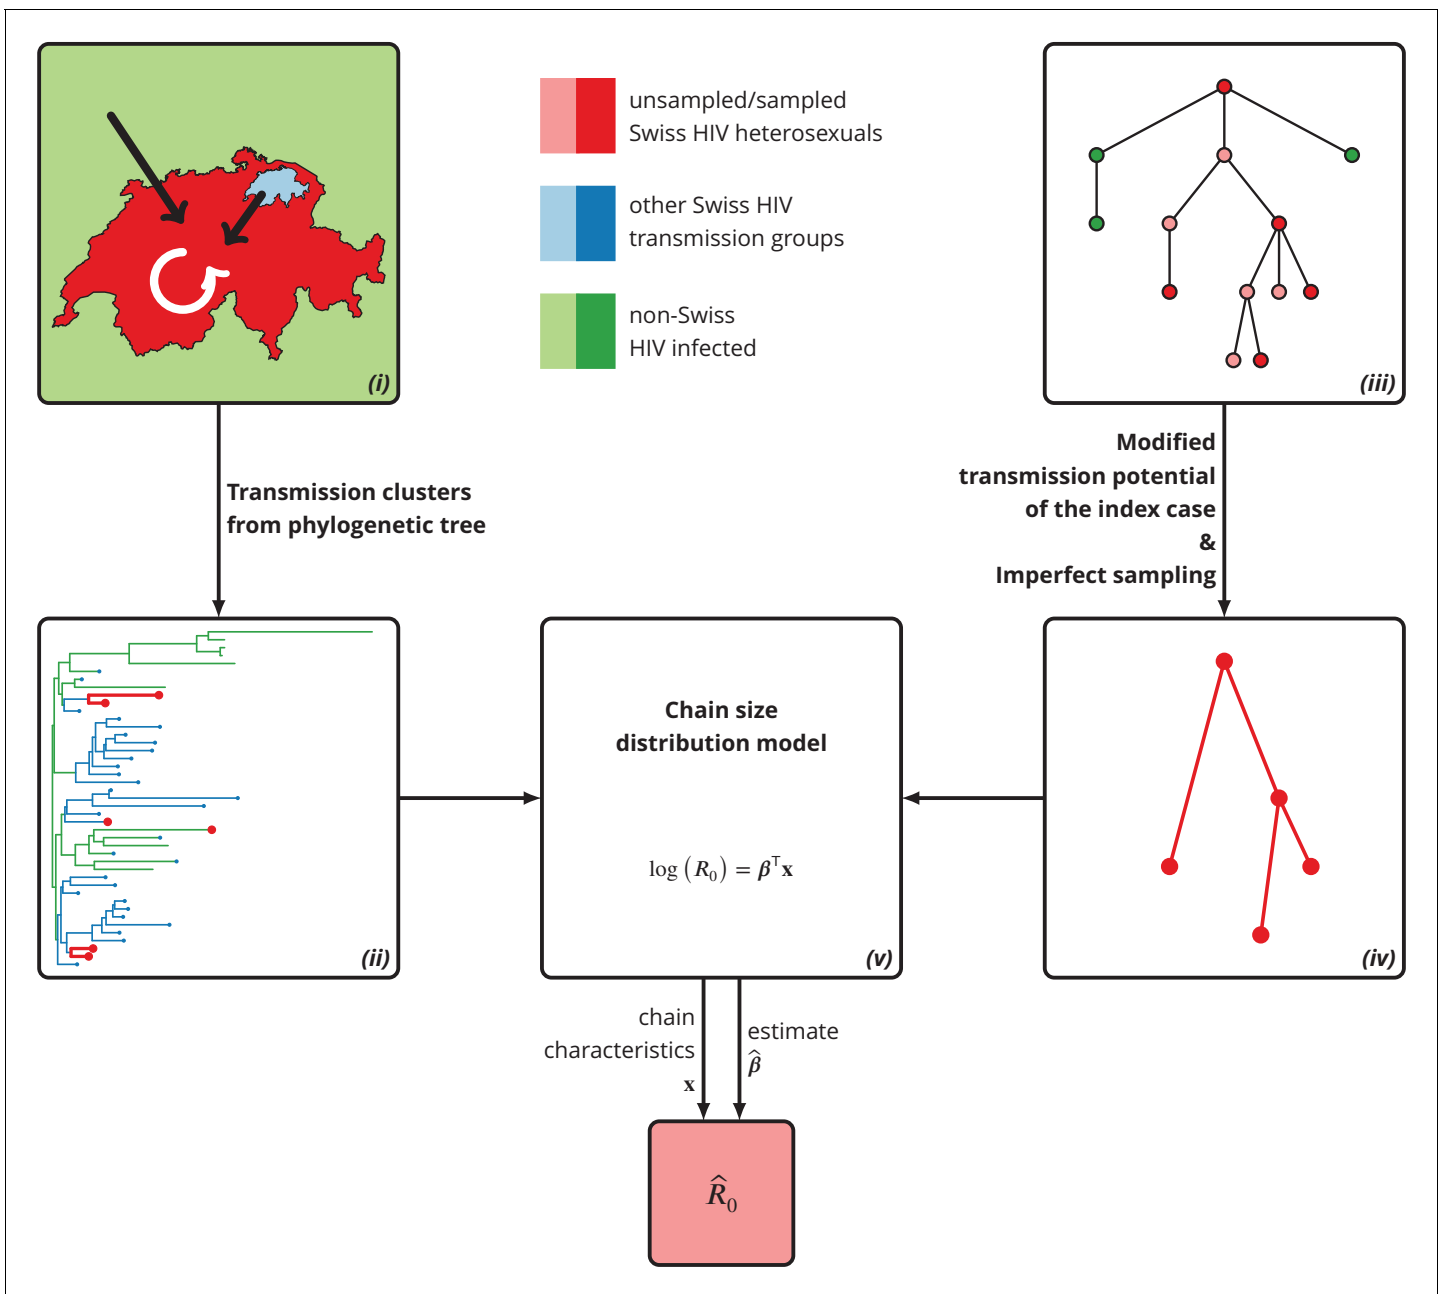 unsampled/sampled
Swiss HIV heterosexuals
other Swiss HIV
transmission groups
non-Swiss
HIV infected
(i)
(iii)
Transmission clusters
from phylogenetic tree
Modified
transmission potential
of the index case
&
Imperfect sampling
(ii)
Chain size
distribution model
log (R₀) = β^T x
(v)
(iv)
chain
characteristics
x
estimate
β̂
R̂₀